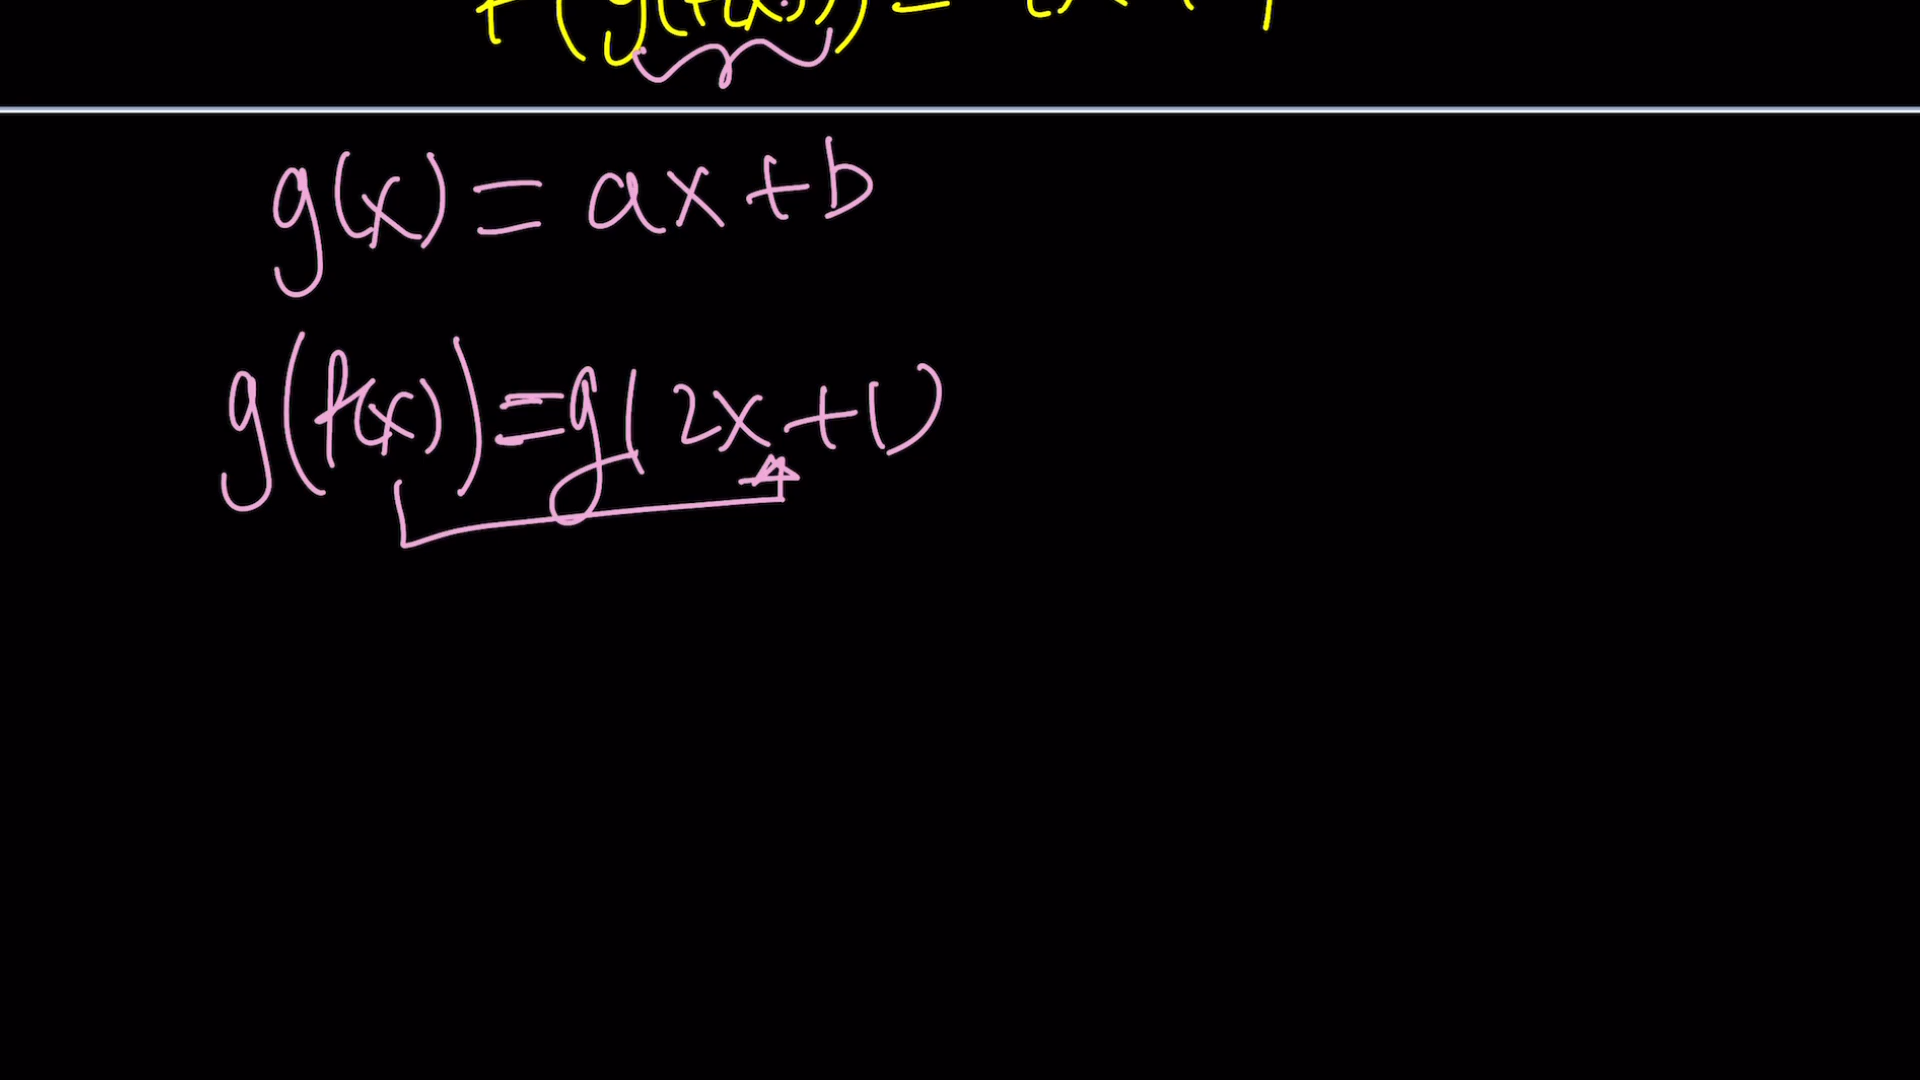 f(g(f(x))) =
g(x) = ax + b
g(f(x)) = g(2x + 1)